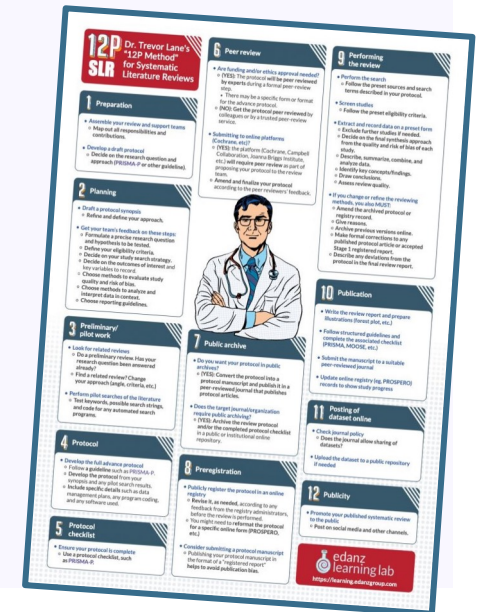 12P
SLR
Dr. Trevor Lane's
"12P Method"
for Systematic
Literature Reviews
1 Preparation
• Assemble your review and support teams
Map out all responsibilities and
contributions.
• Develop a draft protocol
Decide on the research question and
approach (PRISMA-P or other guideline).
2 Planning
• Draft a protocol synopsis
Refine and define your approach.
• Get your team's feedback on these steps:
Formulate a precise research question
and hypothesis to be tested.
Define your eligibility criteria.
Decide on your study search strategy.
Decide on the outcomes of interest and
key variables to record.
Choose methods to evaluate study
quality and risk of bias.
Choose methods to analyze and
interpret data in context.
Choose reporting guidelines.
3 Preliminary/
pilot work
• Look for related reviews
Do a preliminary review. Has your
research question been answered
already?
Find a related review? Change
your approach (angle, criteria, etc.)
• Perform pilot searches of the literature
Test keywords, possible search strings,
and code for any automated search
programs.
4 Protocol
• Develop the full advance protocol
Follow a guideline such as PRISMA-P.
Develop the protocol from your
synopsis and any pilot search results.
Include specific details such as data
management plans, any program coding,
and any software used.
5 Protocol
checklist
• Ensure your protocol is complete
Use a protocol checklist, such
as PRISMA-P.
6 Peer review
• Are funding and/or ethics approval needed?
(YES): The protocol will be peer reviewed
by experts during a formal peer review
step.
• There may be a specific form or format
for the advance protocol.
(NO): Get the protocol peer reviewed by
colleagues or by a trusted peer review
service.
• Submitting to online platforms
(Cochrane, etc)?
(YES): the platform (Cochrane, Campbell
Collaboration, Joanna Briggs Institute,
etc.) will require peer review as part of
proposing your protocol to the review
team.
Amend and finalize your protocol
according to the peer reviewers' feedback.
7 Public archive
• Do you want your protocol in public
archives?
(YES): Convert the protocol into a
protocol manuscript and publish it in a
peer-reviewed journal that publishes
protocol articles.
• Does the target journal/organization
require public archiving?
(YES): Archive the review protocol
and/or the completed protocol checklist
in a public or institutional online
repository.
8 Preregistration
• Publicly register the protocol in an online
registry
Revise it, as needed, according to any
feedback from the registry administrators,
before the review is performed.
You might need to reformat the protocol
for a specific online form (PROSPERO,
etc.)
• Consider submitting a protocol manuscript
Publishing your protocol manuscript in
the format of a "registered report"
helps to avoid publication bias.
9 Performing
the review
• Perform the search
Follow the preset sources and search
terms described in your protocol.
• Screen studies
Follow the preset eligibility criteria.
• Extract and record data on a preset form
Exclude further studies if needed.
Decide on the final synthesis approach
from the quality and risk of bias of each
study.
Describe, summarize, combine, and
analyze data.
Identify key concepts/findings.
Draw conclusions.
Assess review quality.
• If you change or refine the reviewing
methods, you also MUST:
Amend the archived protocol or
registry record.
Give reasons.
Archive previous versions online.
Make formal corrections to any
published protocol article or accepted
Stage 1 registered report.
Describe any deviations from the
protocol in the final review report.
10 Publication
• Write the review report and prepare
illustrations (forest plot, etc.)
• Follow structured guidelines and
complete the associated checklist
(PRISMA, MOOSE, etc.)
• Submit the manuscript to a suitable
peer-reviewed journal
• Update online registry (eg, PROSPERO)
records to show study progress
11 Posting of
dataset online
• Check journal policy
Does the journal allow sharing of
datasets?
• Upload the dataset to a public repository
if needed
12 Publicity
• Promote your published systematic review
to the public
Post on social media and other channels.
edanz
learning lab
https://learning.edanzgroup.com